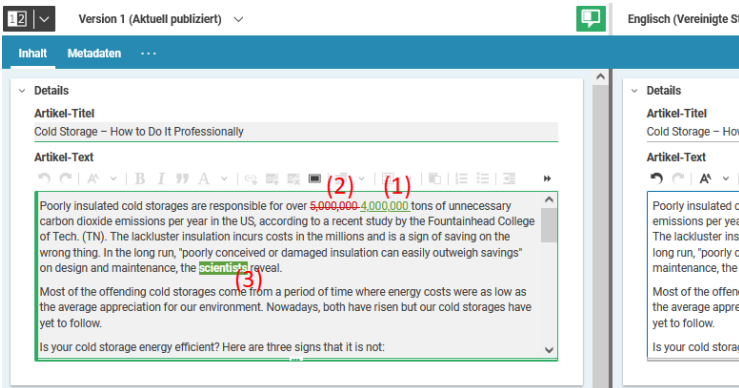 12 Version 1 (Aktuell publiziert) Englisch (Vereinigte St
Inhalt Metadaten ...
Details
Artikel-Titel
Cold Storage – How to Do It Professionally
Artikel-Text
(2) (1)
Poorly insulated cold storages are responsible for over 5,000,000 4,000,000 tons of unnecessary
carbon dioxide emissions per year in the US, according to a recent study by the Fountainhead College
of Tech. (TN). The lackluster insulation incurs costs in the millions and is a sign of saving on the
wrong thing. In the long run, "poorly conceived or damaged insulation can easily outweigh savings"
on design and maintenance, the scientists reveal.
(3)
Most of the offending cold storages come from a period of time where energy costs were as low as
the average appreciation for our environment. Nowadays, both have risen but our cold storages have
yet to follow.
Is your cold storage energy efficient? Here are three signs that it is not:
Details
Artikel-Titel
Cold Storage – How
Artikel-Text
Poorly insulated c
emissions per yea
The lackluster ins
long run, "poorly c
maintenance, the
Most of the offen
the average appre
yet to follow.
Is your cold storag